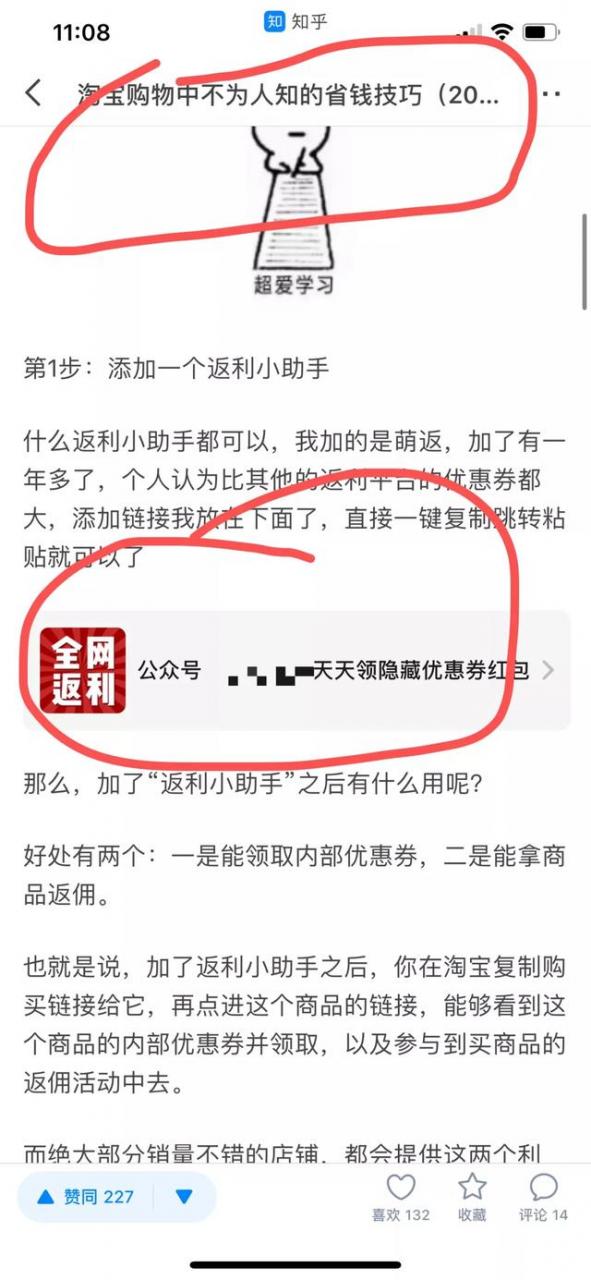 11:08
知 知乎
淘宝购物中不为人知的省钱技巧（20...
超爱学习
第1步：添加一个返利小助手
什么返利小助手都可以，我加的是萌返，加了有一
年多了，个人认为比其他的返利平台的优惠券都
大，添加链接我放在下面了，直接一键复制跳转粘
贴就可以了
全网
返利
公众号
天天领隐藏优惠券红包
那么，加了“返利小助手”之后有什么用呢？
好处有两个：一是能领取内部优惠券，二是能拿商
品返佣。
也就是说，加了返利小助手之后，你在淘宝复制购
买链接给它，再点进这个商品的链接，能够看到这
个商品的内部优惠券并领取，以及参与到买商品的
返佣活动中去。
而绝大部分销量不错的店铺，都会提供这两个利
赞同 227
喜欢 132
收藏
评论 14